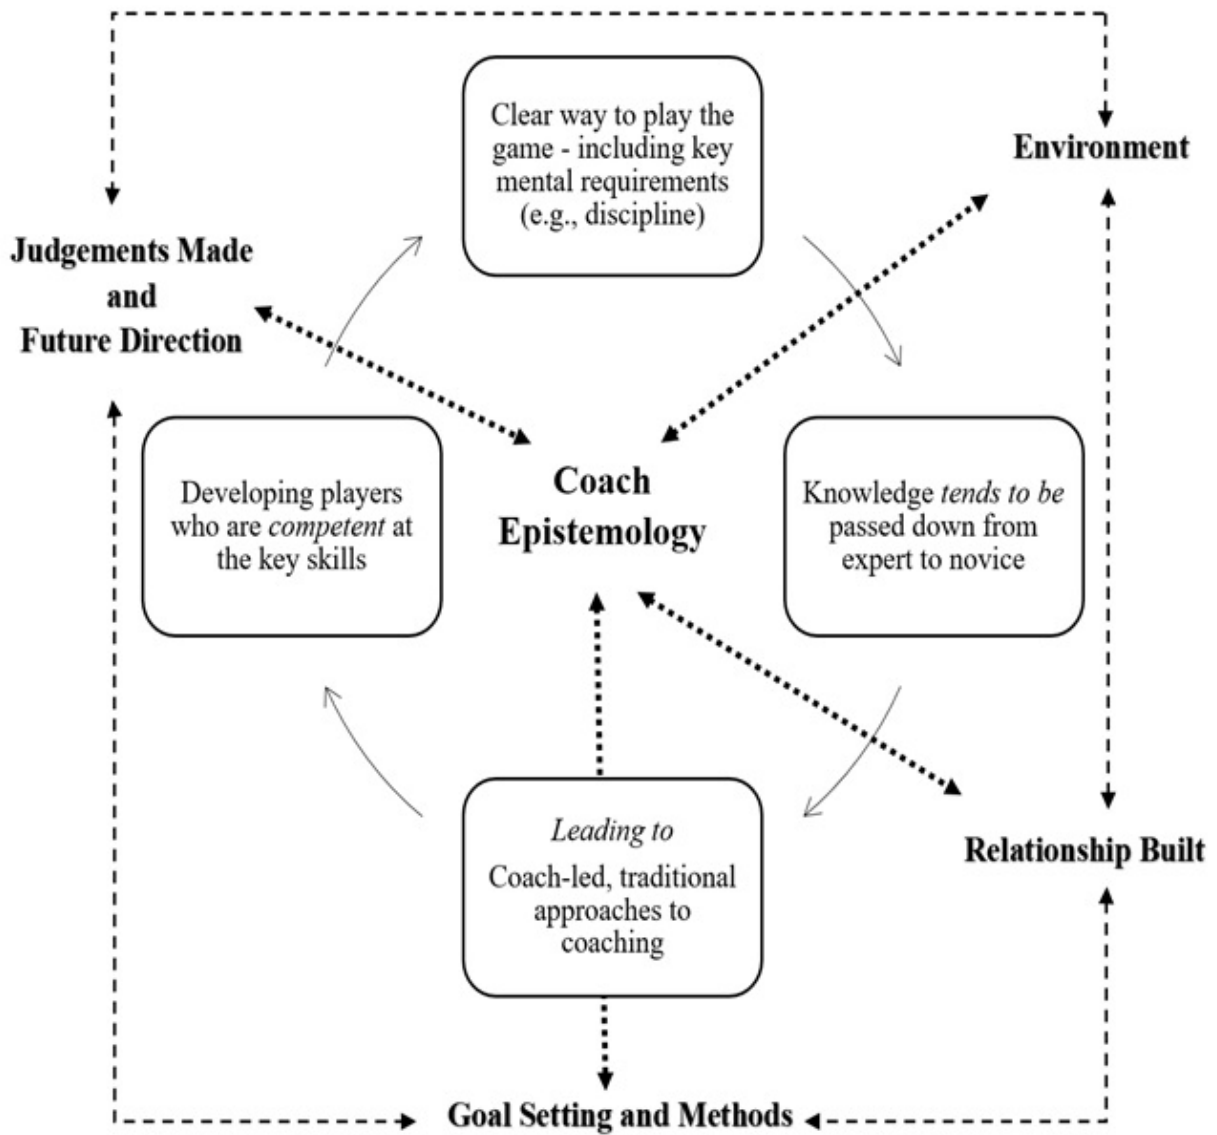 Clear way to play the
game - including key
mental requirements
(e.g., discipline)
Environment
Judgements Made
and
Future Direction
Developing players
who are competent at
the key skills
Coach
Epistemology
Knowledge tends to be
passed down from
expert to novice
Leading to
Coach-led, traditional
approaches to
coaching
Relationship Built
Goal Setting and Methods